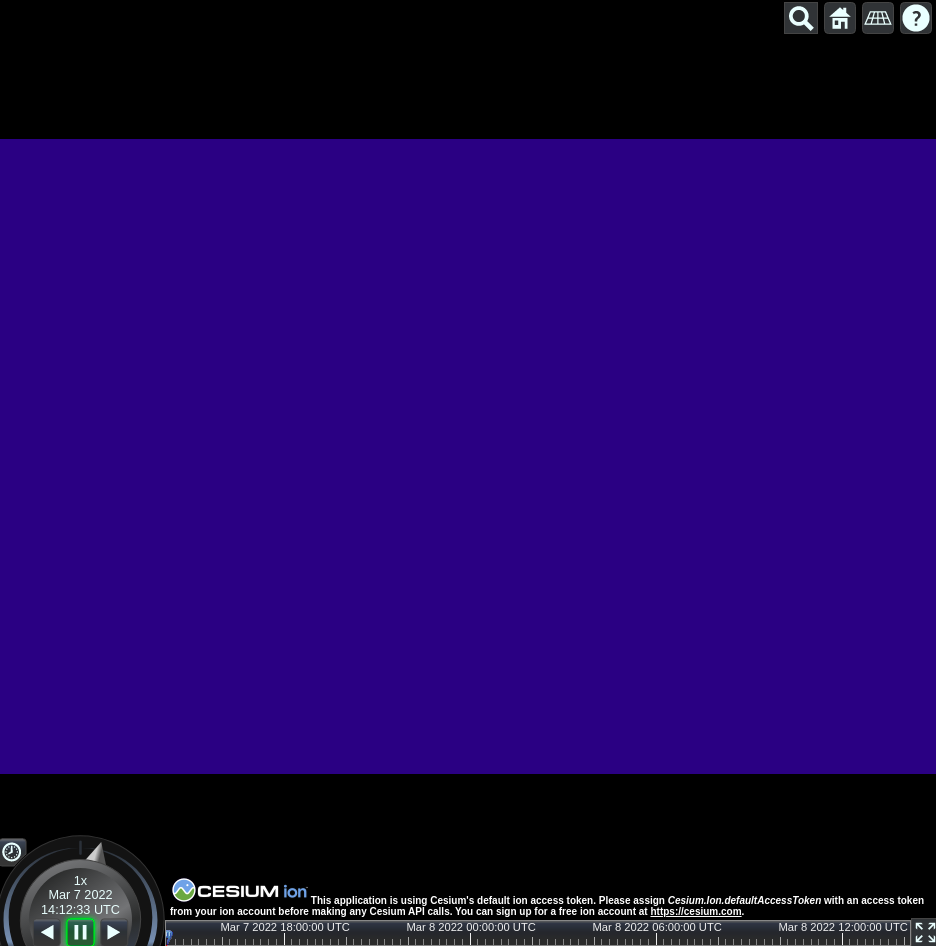 ?
1x
Mar 7 2022
14:12:33 UTC
CESIUM ion
This application is using Cesium's default ion access token. Please assign Cesium.Ion.defaultAccessToken with an access token
from your ion account before making any Cesium API calls. You can sign up for a free ion account at https://cesium.com.
Mar 7 2022 18:00:00 UTC Mar 8 2022 00:00:00 UTC Mar 8 2022 06:00:00 UTC Mar 8 2022 12:00:00 UTC